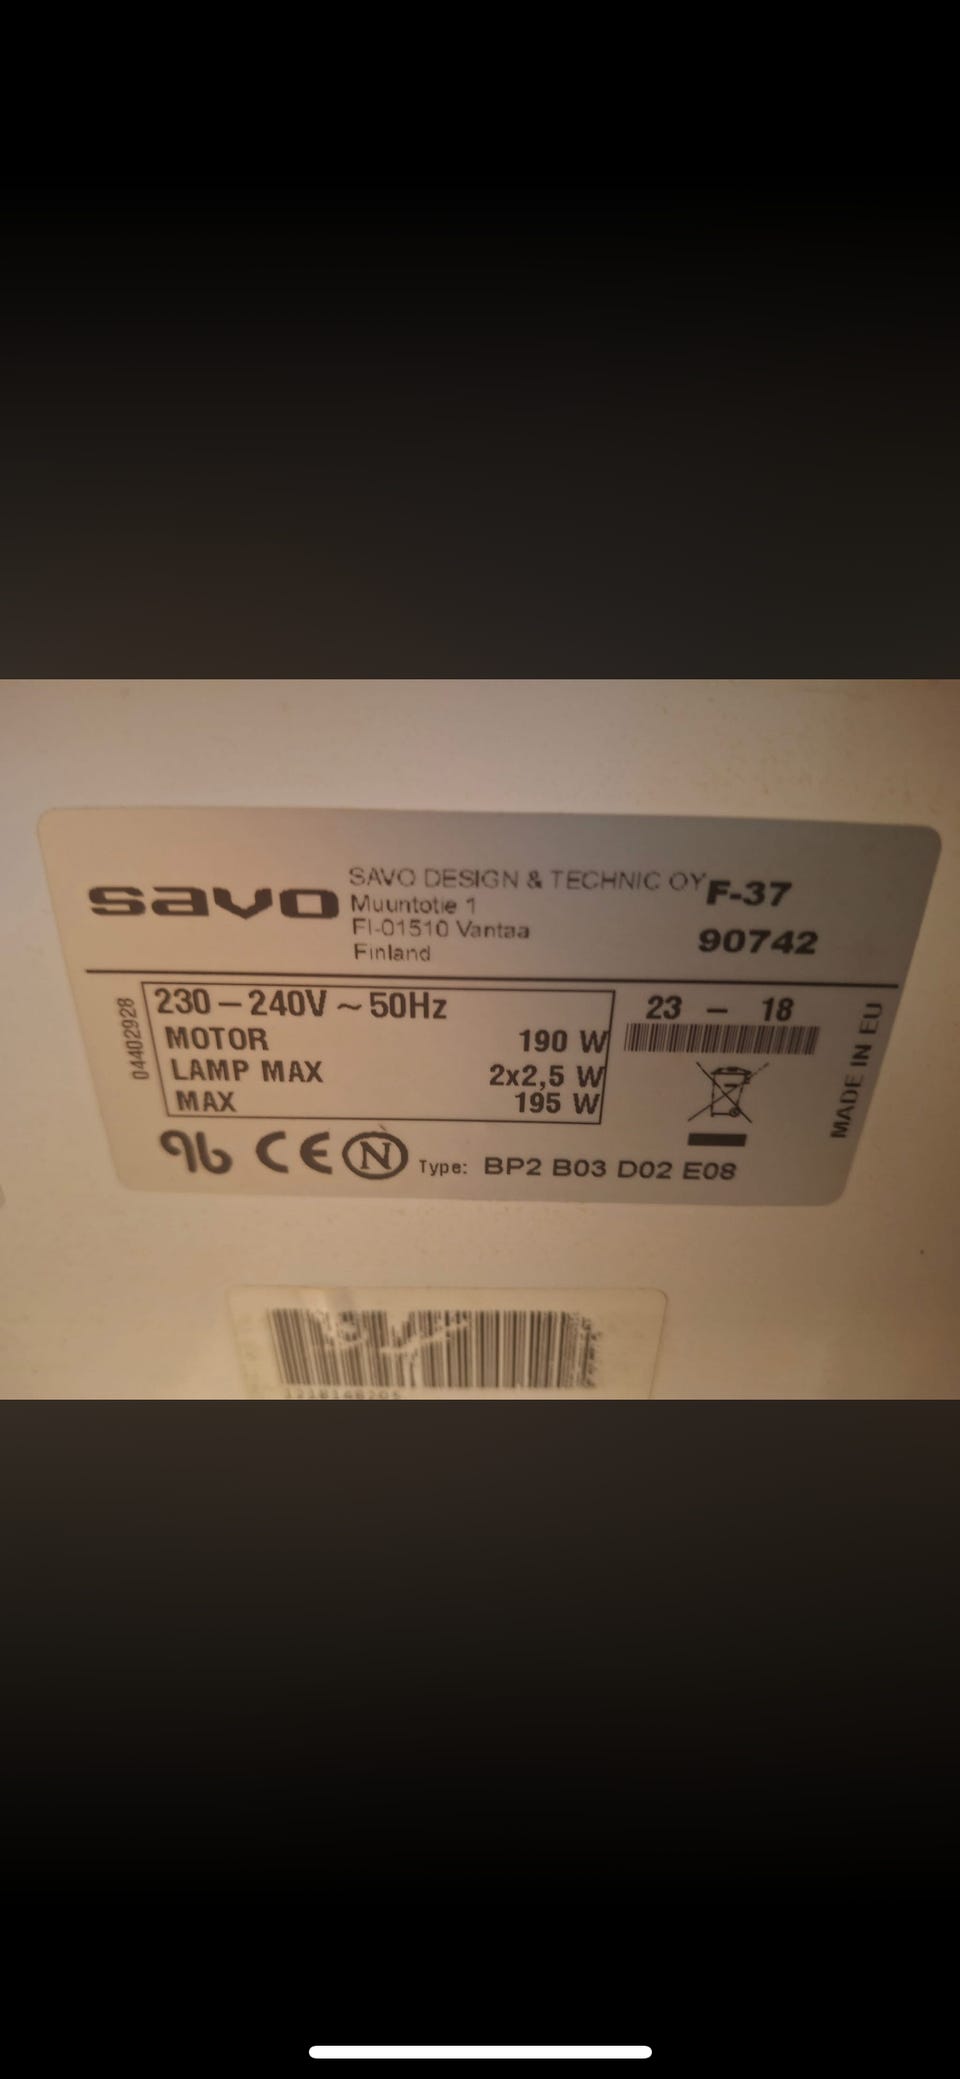 savo
SAVO DESIGN & TECHNIC OY
Muuntotie 1
FI-01510 Vantaa
Finland
F-37
90742
04402928
230 – 240V ~ 50Hz
MOTOR 190 W
LAMP MAX 2x2,5 W
MAX 195 W
23 – 18
MADE IN EU
CE N Type: BP2 B03 D02 E08